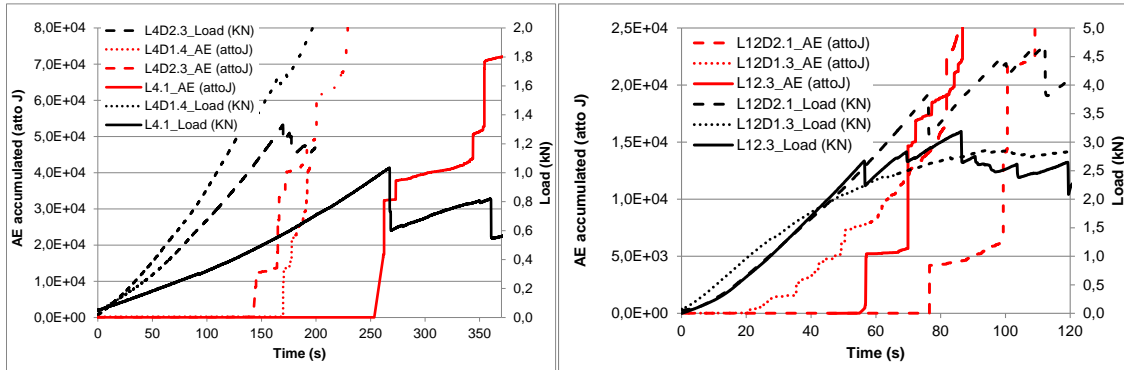 8,0E+04
7,0E+04
6,0E+04
5,0E+04
4,0E+04
3,0E+04
2,0E+04
1,0E+04
0,0E+00
AE accumulated (atto J)
L4D2.3_Load (KN)
L4D1.4_AE (attoJ)
L4D2.3_AE (attoJ)
L4.1_AE (attoJ)
L4D1.4_Load (KN)
L4.1_Load (KN)
2,0
1,8
1,6
1,4
1,2
1,0
0,8
0,6
0,4
0,2
0,0
Load (kN)
0 50 100 150 200 250 300 350
Time (s)
2,5E+04
2,0E+04
1,5E+04
1,0E+04
5,0E+03
0,0E+00
AE accumulated (atto J)
L12D2.1_AE (attoJ)
L12D1.3_AE (attoJ)
L12.3_AE (attoJ)
L12D2.1_Load (KN)
L12D1.3_Load (KN)
L12.3_Load (KN)
5,0
4,5
4,0
3,5
3,0
2,5
2,0
1,5
1,0
0,5
0,0
Load (kN)
0 20 40 60 80 100 120
Time (s)